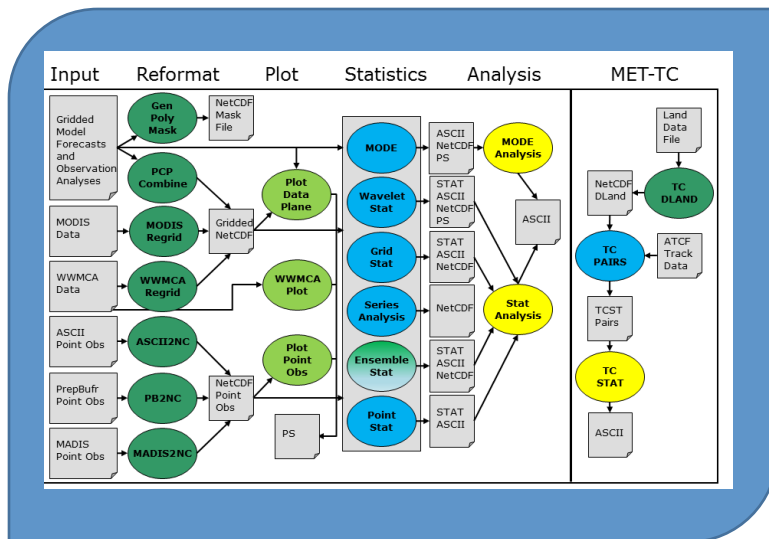 Input Reformat Plot Statistics Analysis MET-TC
Gridded
Model
Forecasts
and
Observation
Analyses
MODIS
Data
WWMCA
Data
ASCII
Point Obs
PrepBufr
Point Obs
MADIS
Point Obs
Gen
Poly
Mask
PCP
Combine
MODIS
Regrid
WWMCA
Regrid
ASCII2NC
PB2NC
MADIS2NC
NetCDF
Mask
File
Gridded
NetCDF
NetCDF
Point Obs
Plot
Data
Plane
WWMCA
Plot
Plot
Point
Obs
PS
MODE
Wavelet
Stat
Grid
Stat
Series
Analysis
Ensemble
Stat
Point
Stat
ASCII
NetCDF
PS
STAT
ASCII
NetCDF
PS
STAT
ASCII
NetCDF
NetCDF
STAT
ASCII
NetCDF
STAT
ASCII
MODE
Analysis
ASCII
Stat
Analysis
Land
Data
File
NetCDF
DLand
TC
DLAND
TC
PAIRS
ATCF
Track
Data
TCST
Pairs
TC
STAT
ASCII